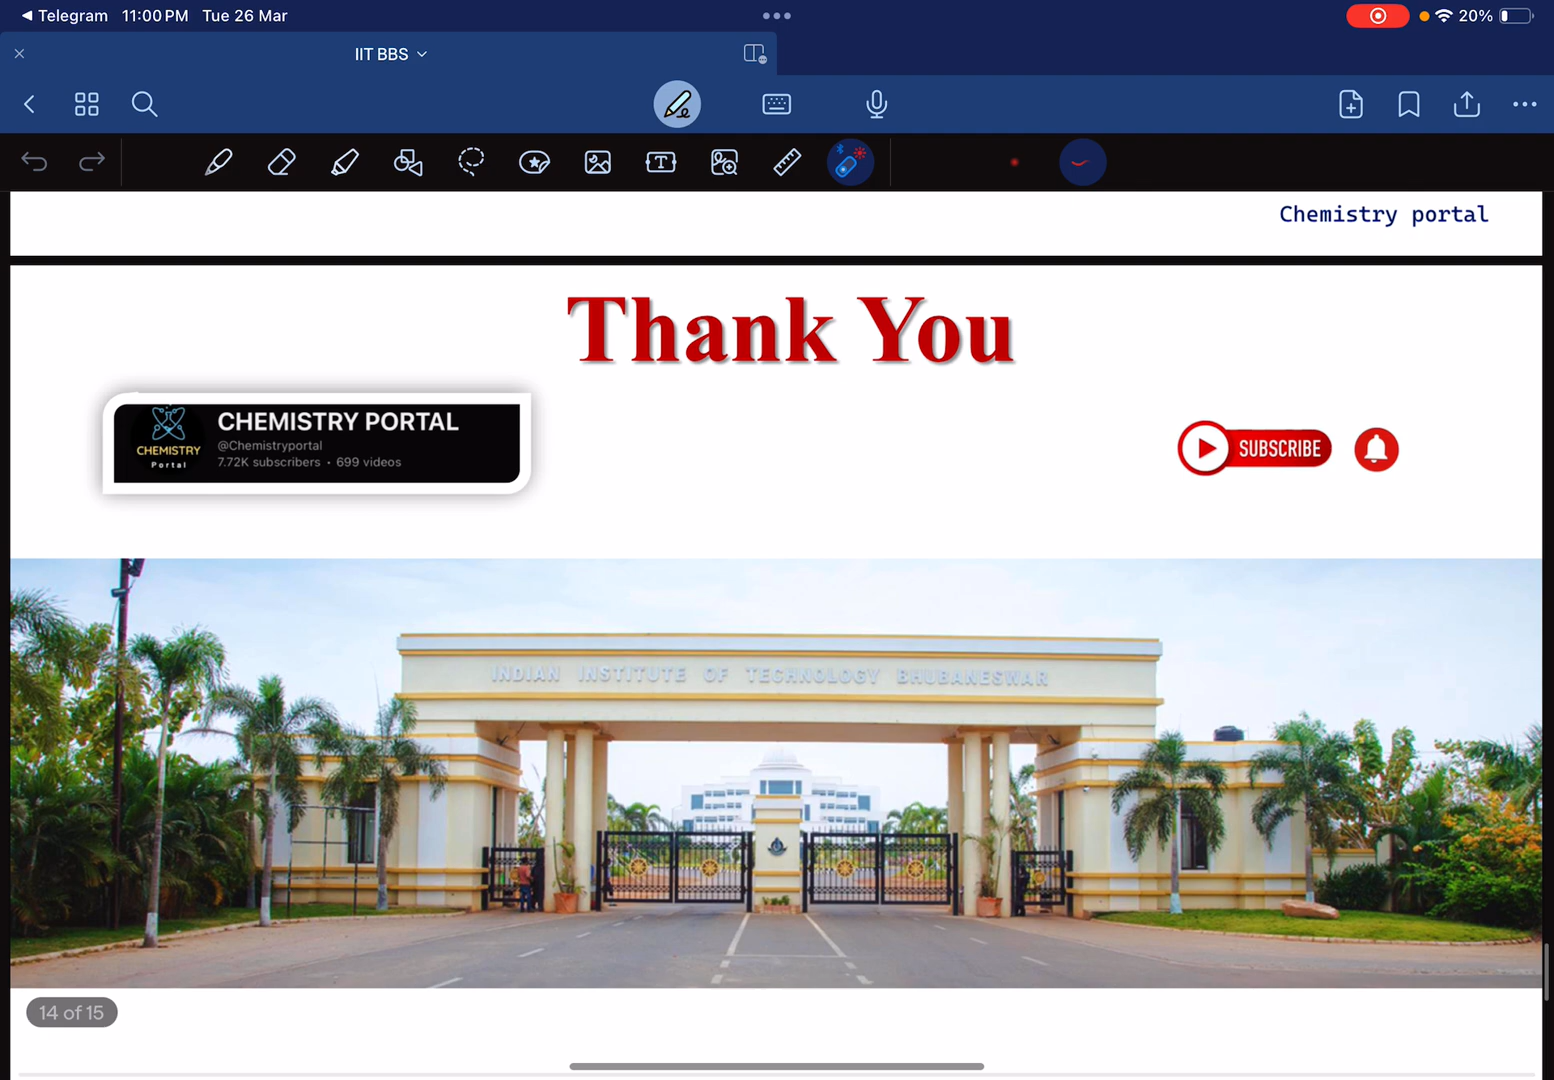 Telegram 11:00 PM Tue 26 Mar
20%
IIT BBS
T
Chemistry portal
Thank You
CHEMISTRY PORTAL
@Chemistryportal
7.72K subscribers • 699 videos
CHEMISTRY
Portal
SUBSCRIBE
INDIAN INSTITUTE OF TECHNOLOGY BHUBANESWAR
14 of 15